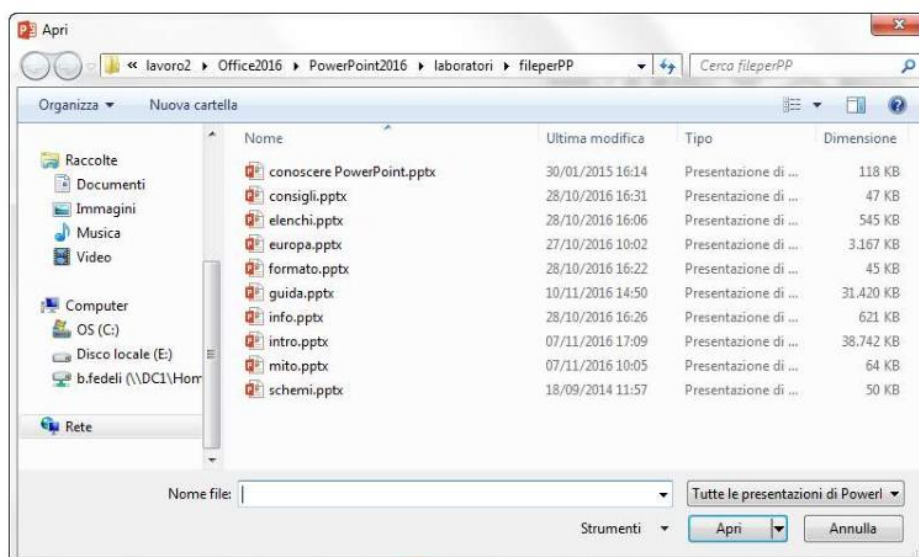 Apri
« lavoro2 ▸ Office2016 ▸ PowerPoint2016 ▸ laboratori ▸ fileperPP
Cerca fileperPP
Organizza Nuova cartella
Raccolte
Documenti
Immagini
Musica
Video
Computer
OS (C:)
Disco locale (E:)
b.fedeli (\\DC1\Hom
Rete
Nome Ultima modifica Tipo Dimensione
conoscere PowerPoint.pptx 30/01/2015 16:14 Presentazione di ... 118 KB
consigli.pptx 28/10/2016 16:31 Presentazione di ... 47 KB
elenchi.pptx 28/10/2016 16:06 Presentazione di ... 545 KB
europa.pptx 27/10/2016 10:02 Presentazione di ... 3.167 KB
formato.pptx 28/10/2016 16:22 Presentazione di ... 45 KB
guida.pptx 10/11/2016 14:50 Presentazione di ... 31.420 KB
info.pptx 28/10/2016 16:26 Presentazione di ... 621 KB
intro.pptx 07/11/2016 17:09 Presentazione di ... 38.742 KB
mito.pptx 07/11/2016 10:05 Presentazione di ... 64 KB
schemi.pptx 18/09/2014 11:57 Presentazione di ... 50 KB
Nome file: Tutte le presentazioni di Powerl
Strumenti Apri Annulla